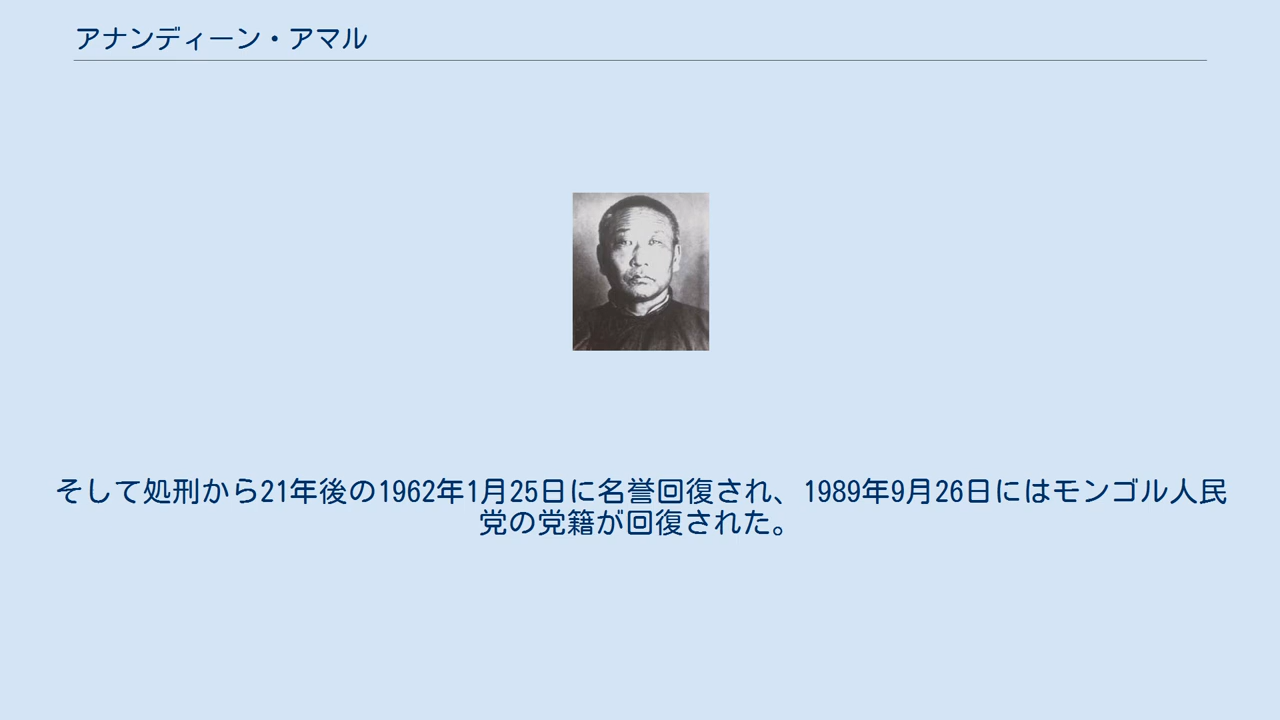 アナンディーン・アマル
そして処刑から21年後の1962年1月25日に名誉回復され、1989年9月26日にはモンゴル人民
党の党籍が回復された。